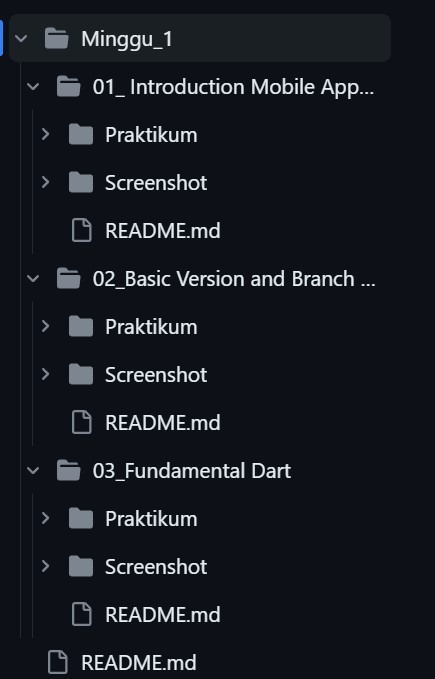 Minggu_1
01_ Introduction Mobile App...
Praktikum
Screenshot
README.md
02_Basic Version and Branch ...
Praktikum
Screenshot
README.md
03_Fundamental Dart
Praktikum
Screenshot
README.md
README.md